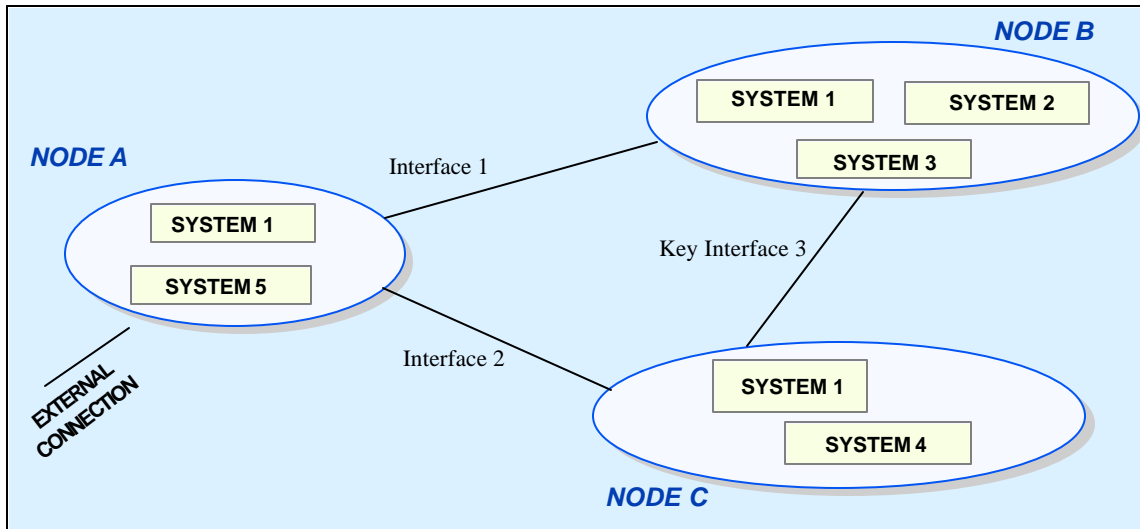 NODE B
SYSTEM 1
SYSTEM 2
SYSTEM 3
NODE A
Interface 1
SYSTEM 1
SYSTEM 5
Key Interface 3
Interface 2
EXTERNAL
CONNECTION
SYSTEM 1
SYSTEM 4
NODE C